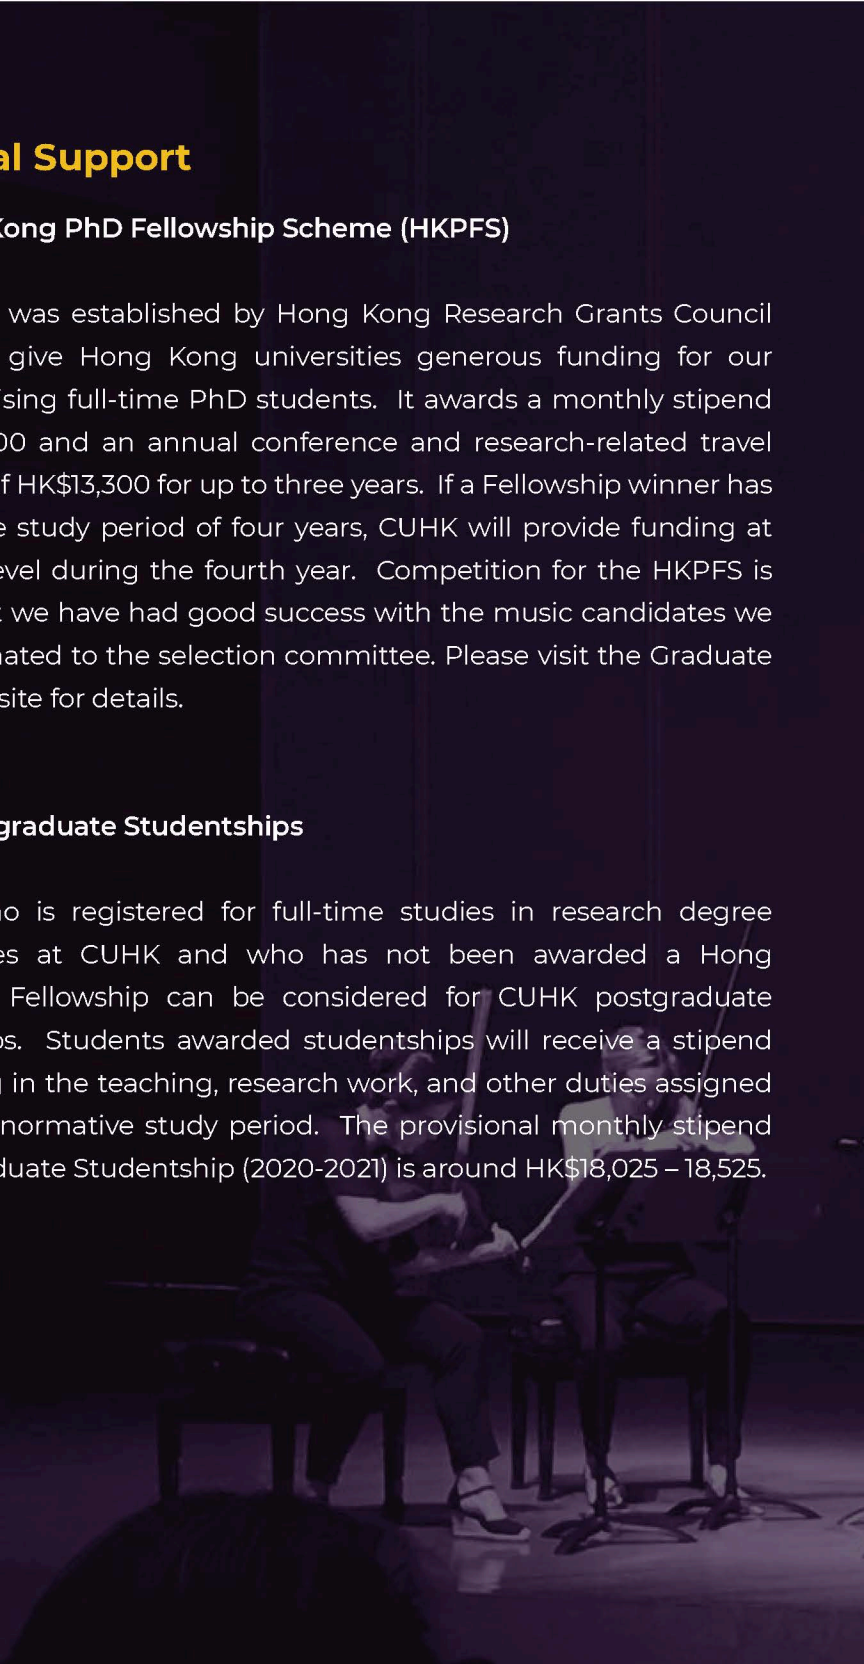 al Support
Kong PhD Fellowship Scheme (HKPFS)
was established by Hong Kong Research Grants Council
give Hong Kong universities generous funding for our
ising full-time PhD students. It awards a monthly stipend
00 and an annual conference and research-related travel
f HK$13,300 for up to three years. If a Fellowship winner has
e study period of four years, CUHK will provide funding at
evel during the fourth year. Competition for the HKPFS is
t we have had good success with the music candidates we
nated to the selection committee. Please visit the Graduate
site for details.
graduate Studentships
ho is registered for full-time studies in research degree
es at CUHK and who has not been awarded a Hong
Fellowship can be considered for CUHK postgraduate
ps. Students awarded studentships will receive a stipend
g in the teaching, research work, and other duties assigned
normative study period. The provisional monthly stipend
duate Studentship (2020-2021) is around HK$18,025 – 18,525.